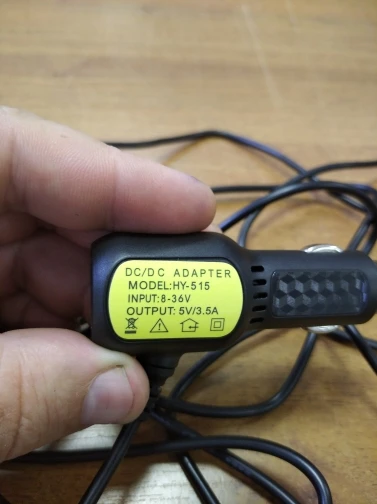 DC/DC ADAPTER
MODEL:HY-515
INPUT:8-36V
OUTPUT: 5V/3.5A